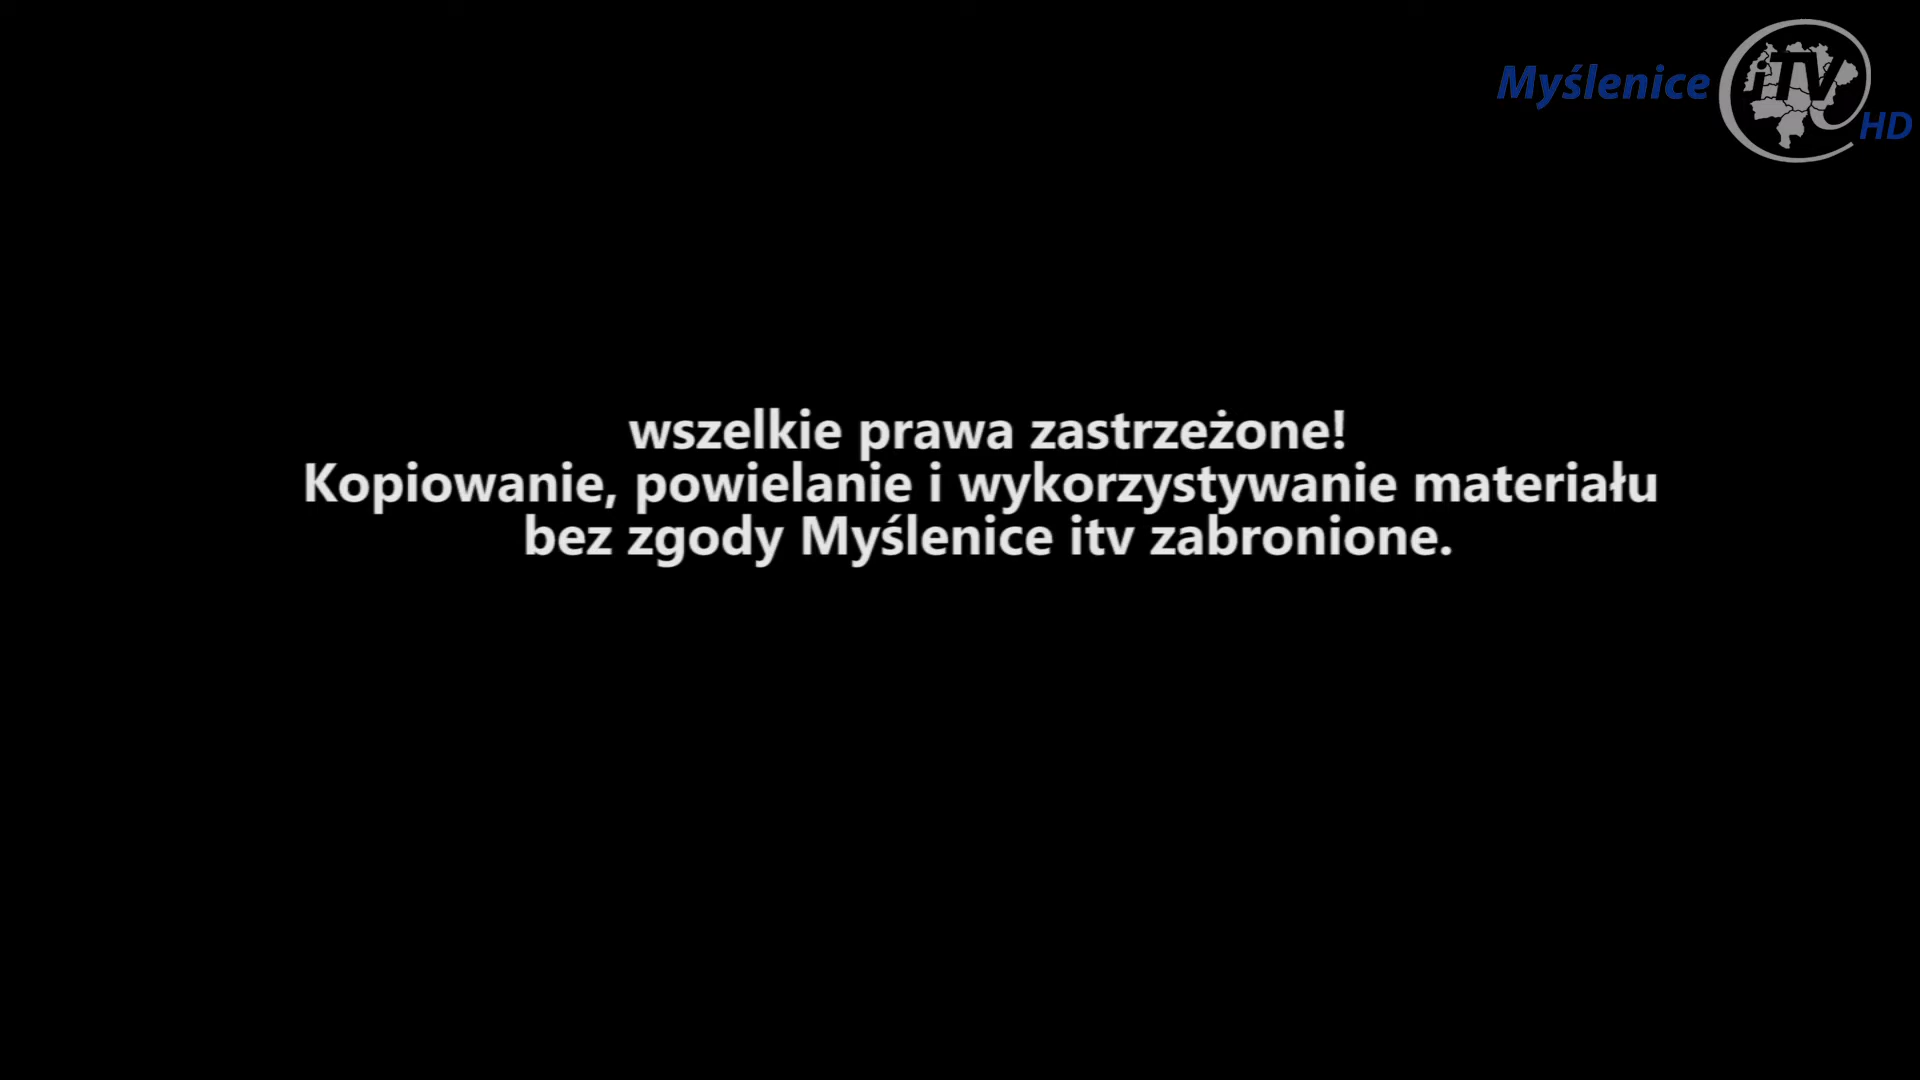 Myślenice iTV HD
wszelkie prawa zastrzeżone!
Kopiowanie, powielanie i wykorzystywanie materiału
bez zgody Myślenice itv zabronione.